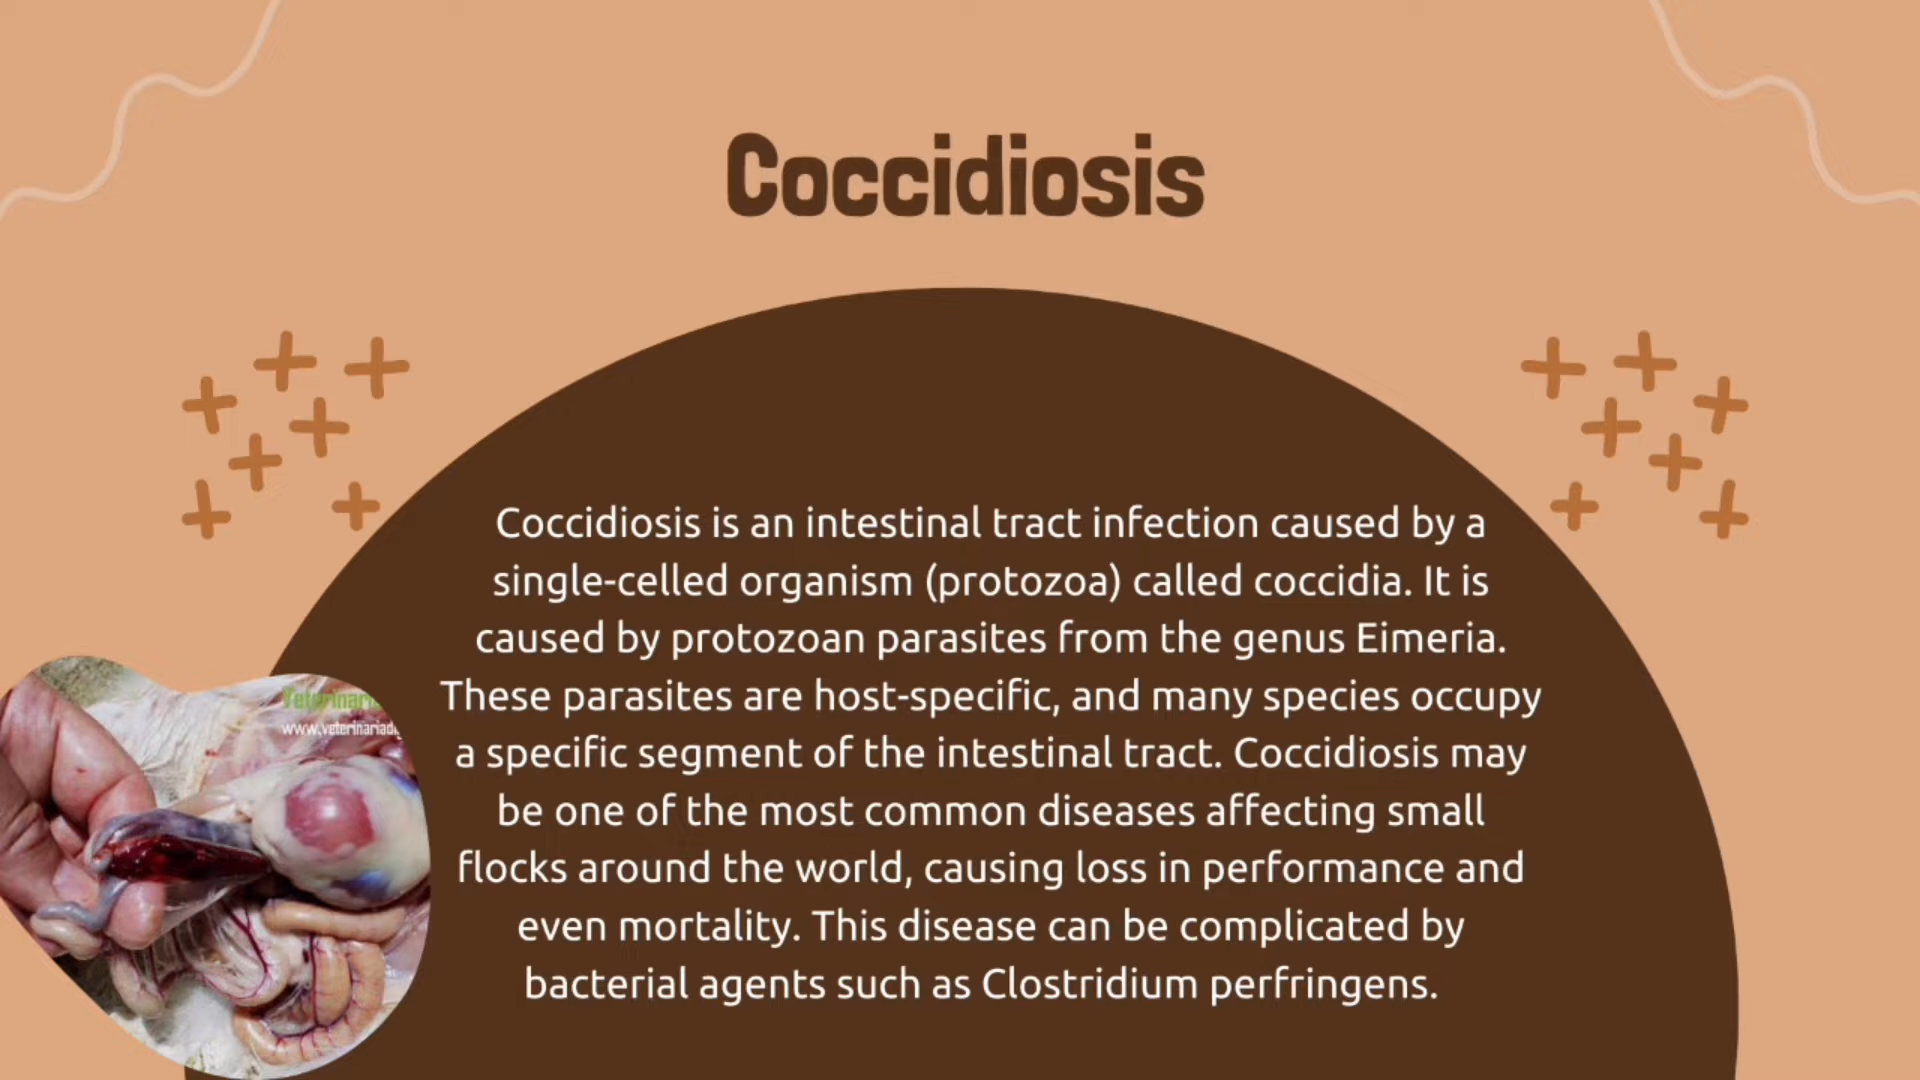 Coccidiosis
Coccidiosis is an intestinal tract infection caused by a
single-celled organism (protozoa) called coccidia. It is
caused by protozoan parasites from the genus Eimeria.
These parasites are host-specific, and many species occupy
a specific segment of the intestinal tract. Coccidiosis may
be one of the most common diseases affecting small
flocks around the world, causing loss in performance and
even mortality. This disease can be complicated by
bacterial agents such as Clostridium perfringens.